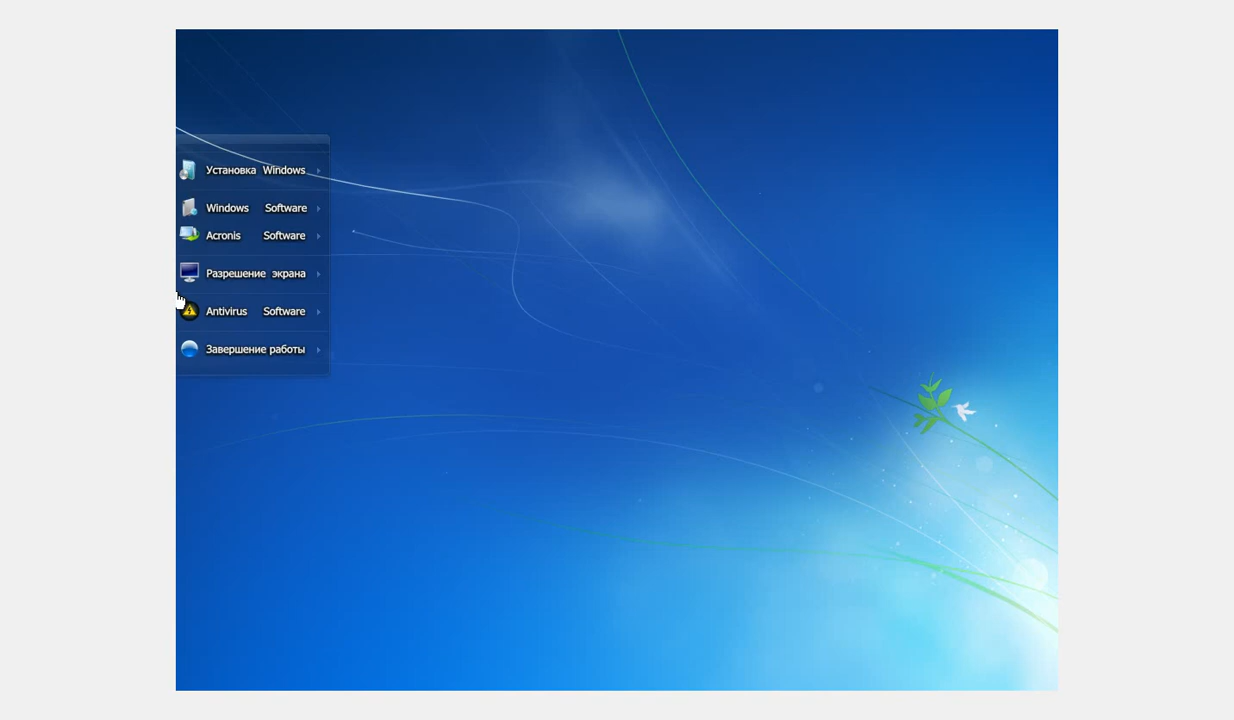 Установка Windows
Windows Software
Acronis Software
Разрешение экрана
Antivirus Software
Завершение работы